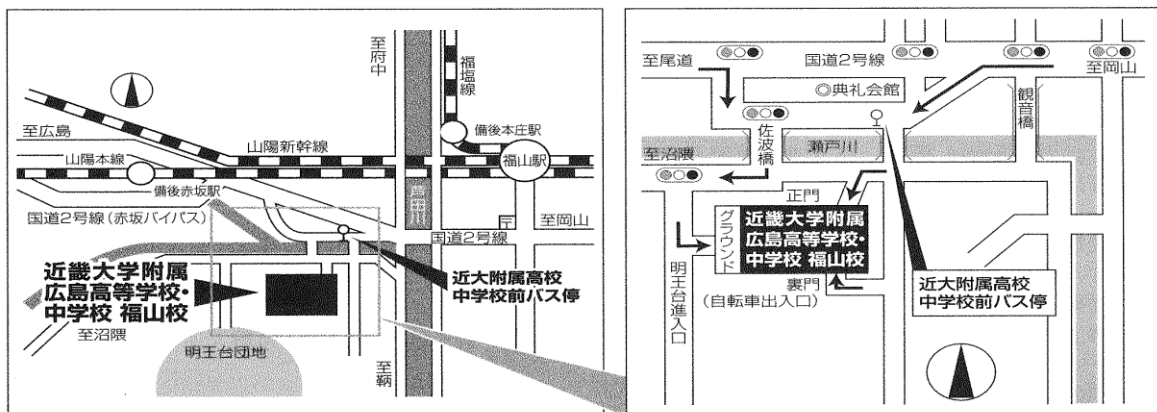 至府中
福塩線
至広島
備後本庄駅
山陽新幹線
山陽本線
福山駅
備後赤坂駅
国道2号線(赤坂バイパス)
至岡山
国道2号線
近畿大学附属
広島高等学校・
中学校 福山校
近大附属高校
中学校前バス停
至沼隈
明王台団地
至鞆
至尾道
国道2号線
至岡山
◎典礼会館
観音橋
佐波橋
瀬戸川
至沼隈
正門
グラウンド
近畿大学附属
広島高等学校・
中学校 福山校
明王台進入口
裏門
(自転車出入口)
近大附属高校
中学校前バス停